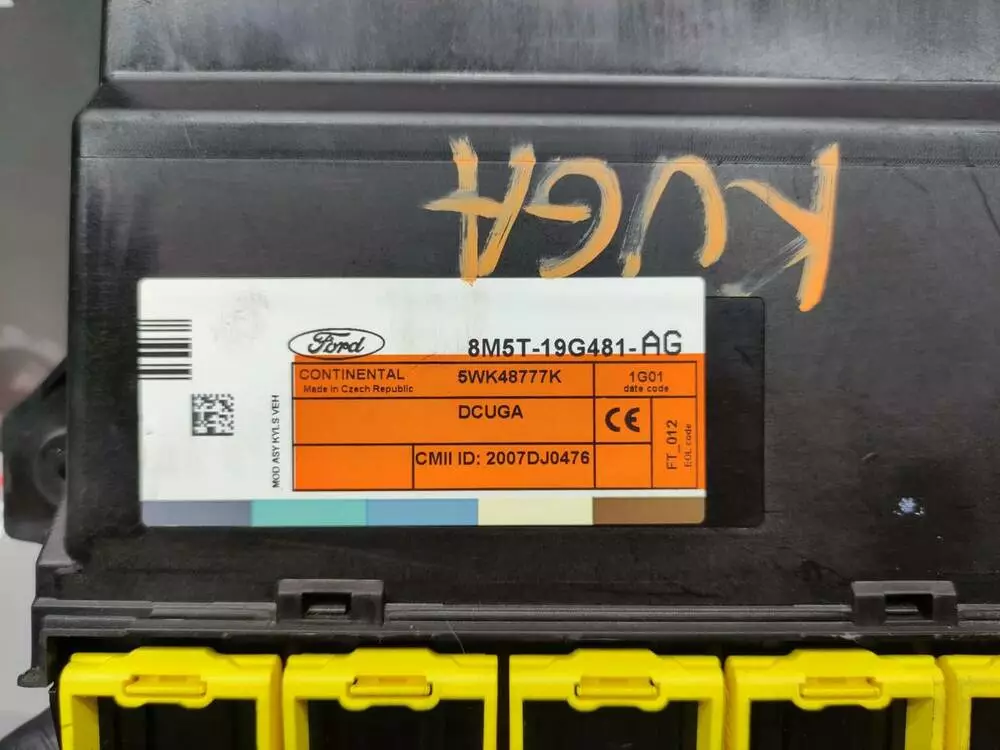 KUGA
Ford
8M5T-19G481-AG
CONTINENTAL
Made in Czech Republic
5WK48777K
1G01
date code
DCUGA
CE
CMII ID: 2007DJ0476
FT_012
EOL code
MOD ASY KYLS VEH